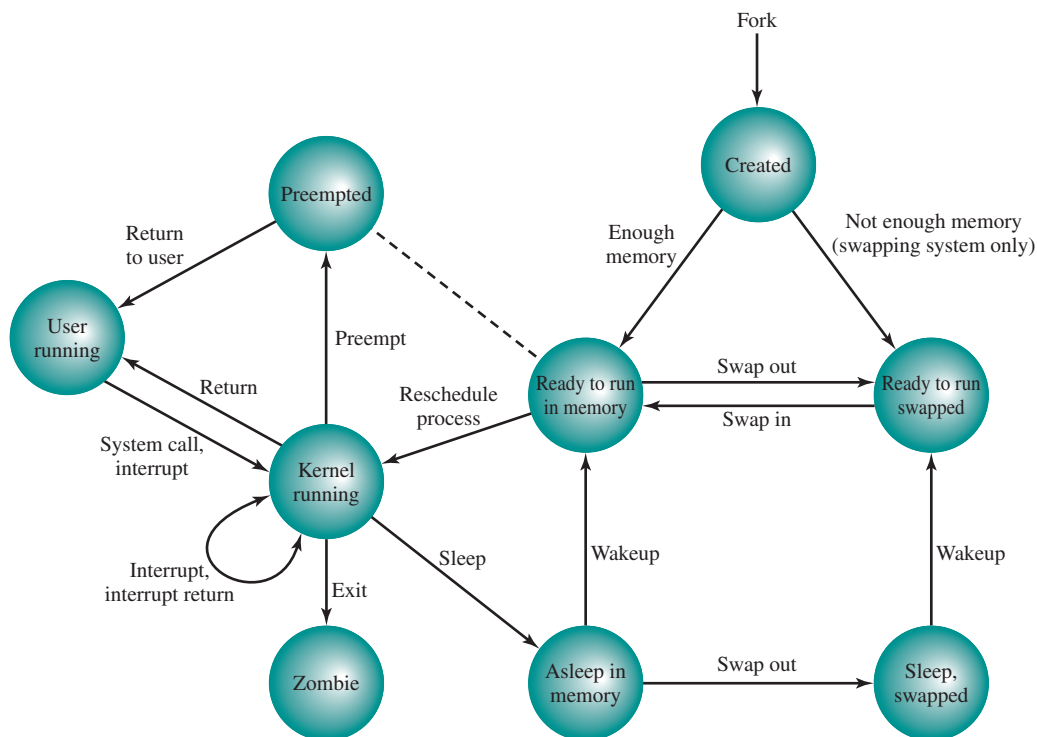 Fork
Created
Preempted
Enough
memory
Not enough memory
(swapping system only)
Return
to user
User
running
Preempt
Return
Reschedule
process
Ready to run
in memory
Swap out
Swap in
Ready to run
swapped
System call,
interrupt
Kernel
running
Interrupt,
interrupt return
Sleep
Wakeup
Wakeup
Exit
Zombie
Asleep in
memory
Swap out
Sleep,
swapped